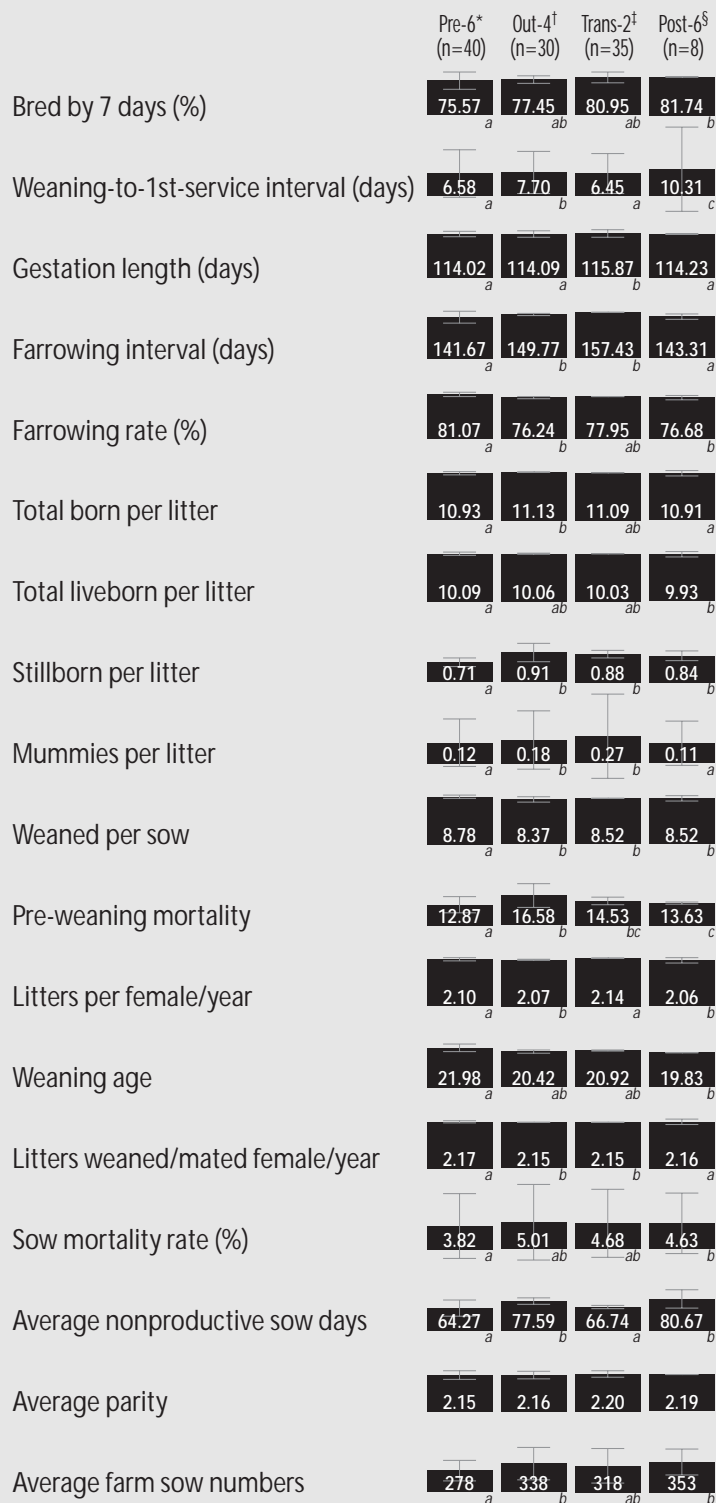 Pre-6* Out-4† Trans-2‡ Post-6§
(n=40) (n=30) (n=35) (n=8)
Bred by 7 days (%) 75.57 77.45 80.95 81.74
a ab ab b
Weaning-to-1st-service interval (days) 6.58 7.70 6.45 10.31
a b a c
Gestation length (days) 114.02 114.09 115.87 114.23
a a b a
Farrowing interval (days) 141.67 149.77 157.43 143.31
a b b a
Farrowing rate (%) 81.07 76.24 77.95 76.68
a b ab b
Total born per litter 10.93 11.13 11.09 10.91
a b ab a
Total liveborn per litter 10.09 10.06 10.03 9.93
a ab ab b
Stillborn per litter 0.71 0.91 0.88 0.84
a b b b
Mummies per litter 0.12 0.18 0.27 0.11
a b b a
Weaned per sow 8.78 8.37 8.52 8.52
a b b b
Pre-weaning mortality 12.87 16.58 14.53 13.63
a b bc c
Litters per female/year 2.10 2.07 2.14 2.06
a b a b
Weaning age 21.98 20.42 20.92 19.83
a ab ab b
Litters weaned/mated female/year 2.17 2.15 2.15 2.16
a b b a
Sow mortality rate (%) 3.82 5.01 4.68 4.63
a ab ab b
Average nonproductive sow days 64.27 77.59 66.74 80.67
a b a b
Average parity 2.15 2.16 2.20 2.19
Average farm sow numbers 278 338 318 353
a b ab b